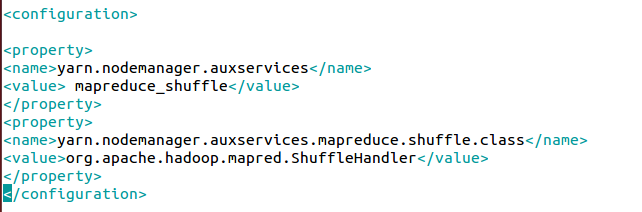 <configuration>

<property>
<name>yarn.nodemanager.auxservices</name>
<value> mapreduce_shuffle</value>
</property>
<property>
<name>yarn.nodemanager.auxservices.mapreduce.shuffle.class</name>
<value>org.apache.hadoop.mapred.ShuffleHandler</value>
</property>
</configuration>